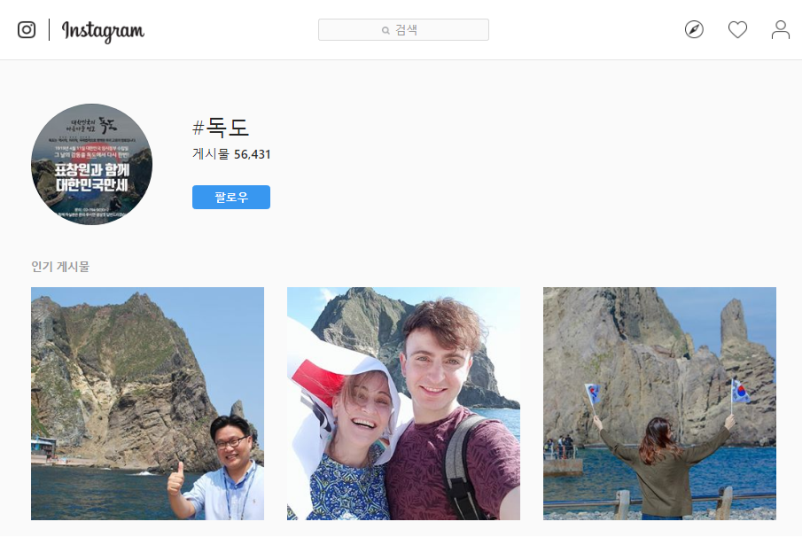 Instagram
검색
#독도
게시물 56,431
팔로우
독도
표창원과 함께
대한민국만세
인기 게시물